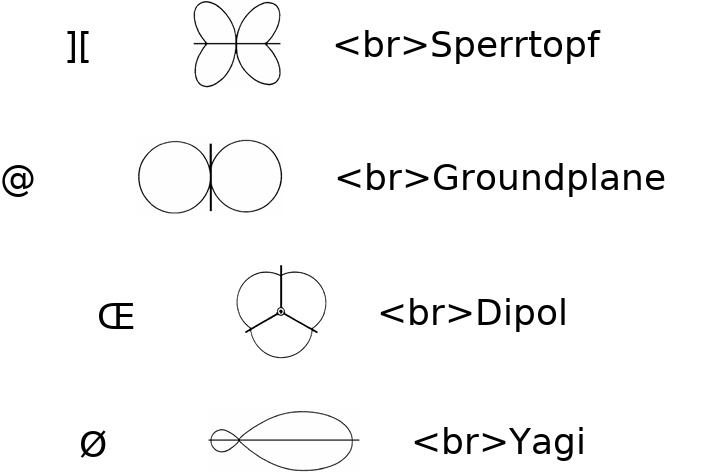 ][ <br>Sperrtopf
@ <br>Groundplane
Œ <br>Dipol
Ø <br>Yagi